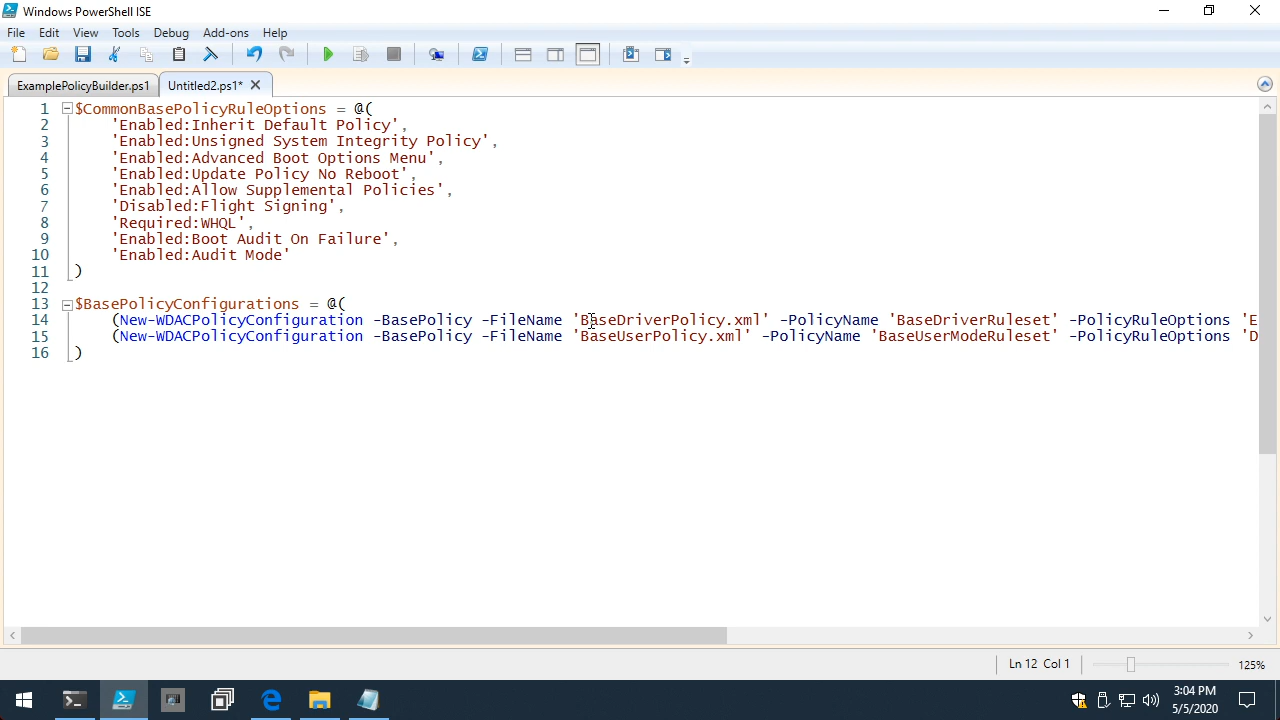 Windows PowerShell ISE
File Edit View Tools Debug Add-ons Help
ExamplePolicyBuilder.ps1 Untitled2.ps1*
1 $CommonBasePolicyRuleOptions = @(
2 'Enabled:Inherit Default Policy',
3 'Enabled:Unsigned System Integrity Policy',
4 'Enabled:Advanced Boot Options Menu',
5 'Enabled:Update Policy No Reboot',
6 'Enabled:Allow Supplemental Policies',
7 'Disabled:Flight Signing',
8 'Required:WHQL',
9 'Enabled:Boot Audit On Failure',
10 'Enabled:Audit Mode'
11 )
12
13 $BasePolicyConfigurations = @(
14 (New-WDACPolicyConfiguration -BasePolicy -FileName 'BaseDriverPolicy.xml' -PolicyName 'BaseDriverRuleset' -PolicyRuleOptions 'E
15 (New-WDACPolicyConfiguration -BasePolicy -FileName 'BaseUserPolicy.xml' -PolicyName 'BaseUserModeRuleset' -PolicyRuleOptions 'D
16 )
Ln 12 Col 1 125%
3:04 PM
5/5/2020